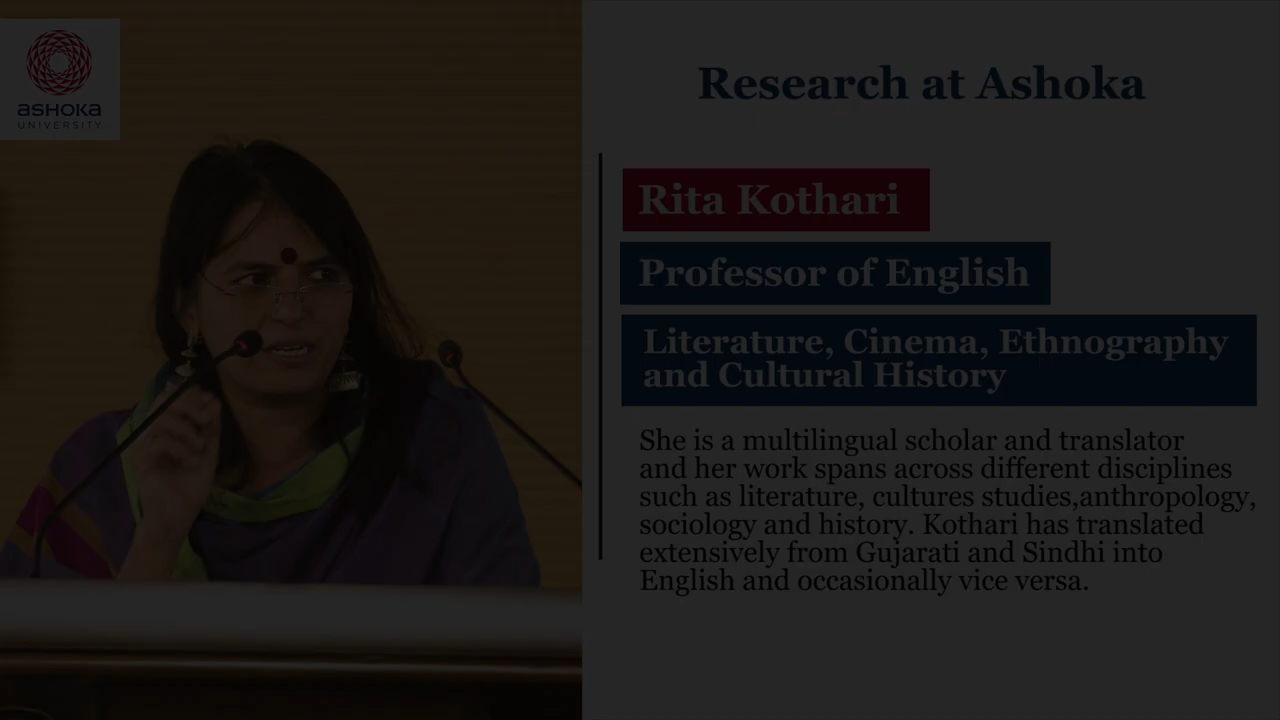 ASHOKA
UNIVERSITY
Research at Ashoka
Rita Kothari
Professor of English
Literature, Cinema, Ethnography
and Cultural History
She is a multilingual scholar and translator
and her work spans across different disciplines
such as literature, cultures studies,anthropology,
sociology and history. Kothari has translated
extensively from Gujarati and Sindhi into
English and occasionally vice versa.